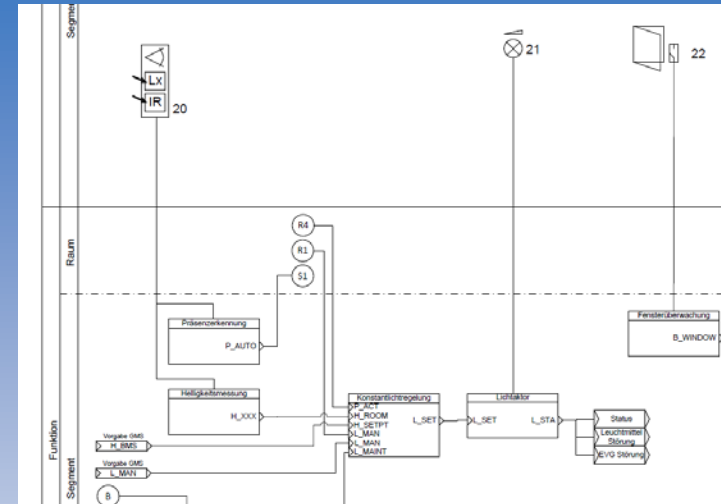 Segment
Lx
IR
20
21
22
Raum
R4
R1
S1
Präsenzerkennung
P_AUTO
Fensterüberwachung
B_WINDOW
Helligkeitsmessung
H_XXX
Konstantlichtregelung
P_ACT
H_ROOM
H_SETPT
L_MAN
L_MAN
L_MAINT
L_SET
Lichtaktor
L_SET
L_STA
Status
Leuchtmittel
Störung
EVG Störung
Vorgabe GMS
H_BMS
Vorgabe GMS
L_MAN
B
Funktion
Segment